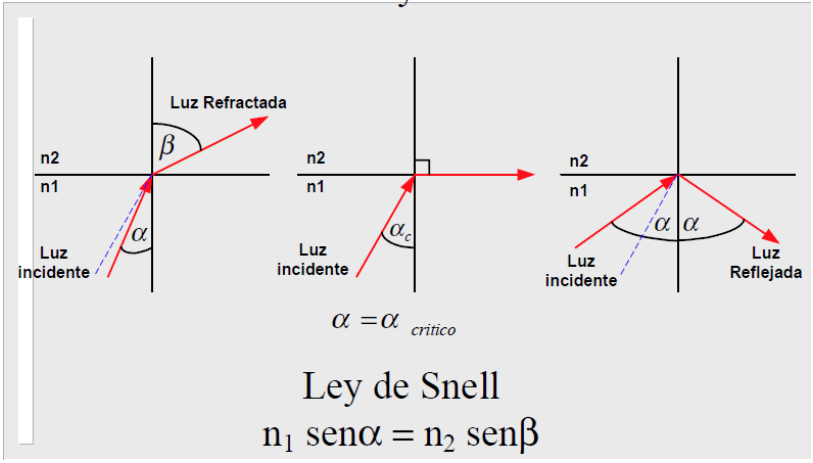 Luz Refractada
β
n2
n1
α
Luz
incidente
n2
n1
αc
Luz
incidente
α = α critico
n2
n1
α α
Luz
incidente
Luz
Reflejada
Ley de Snell
n₁ senα = n₂ senβ